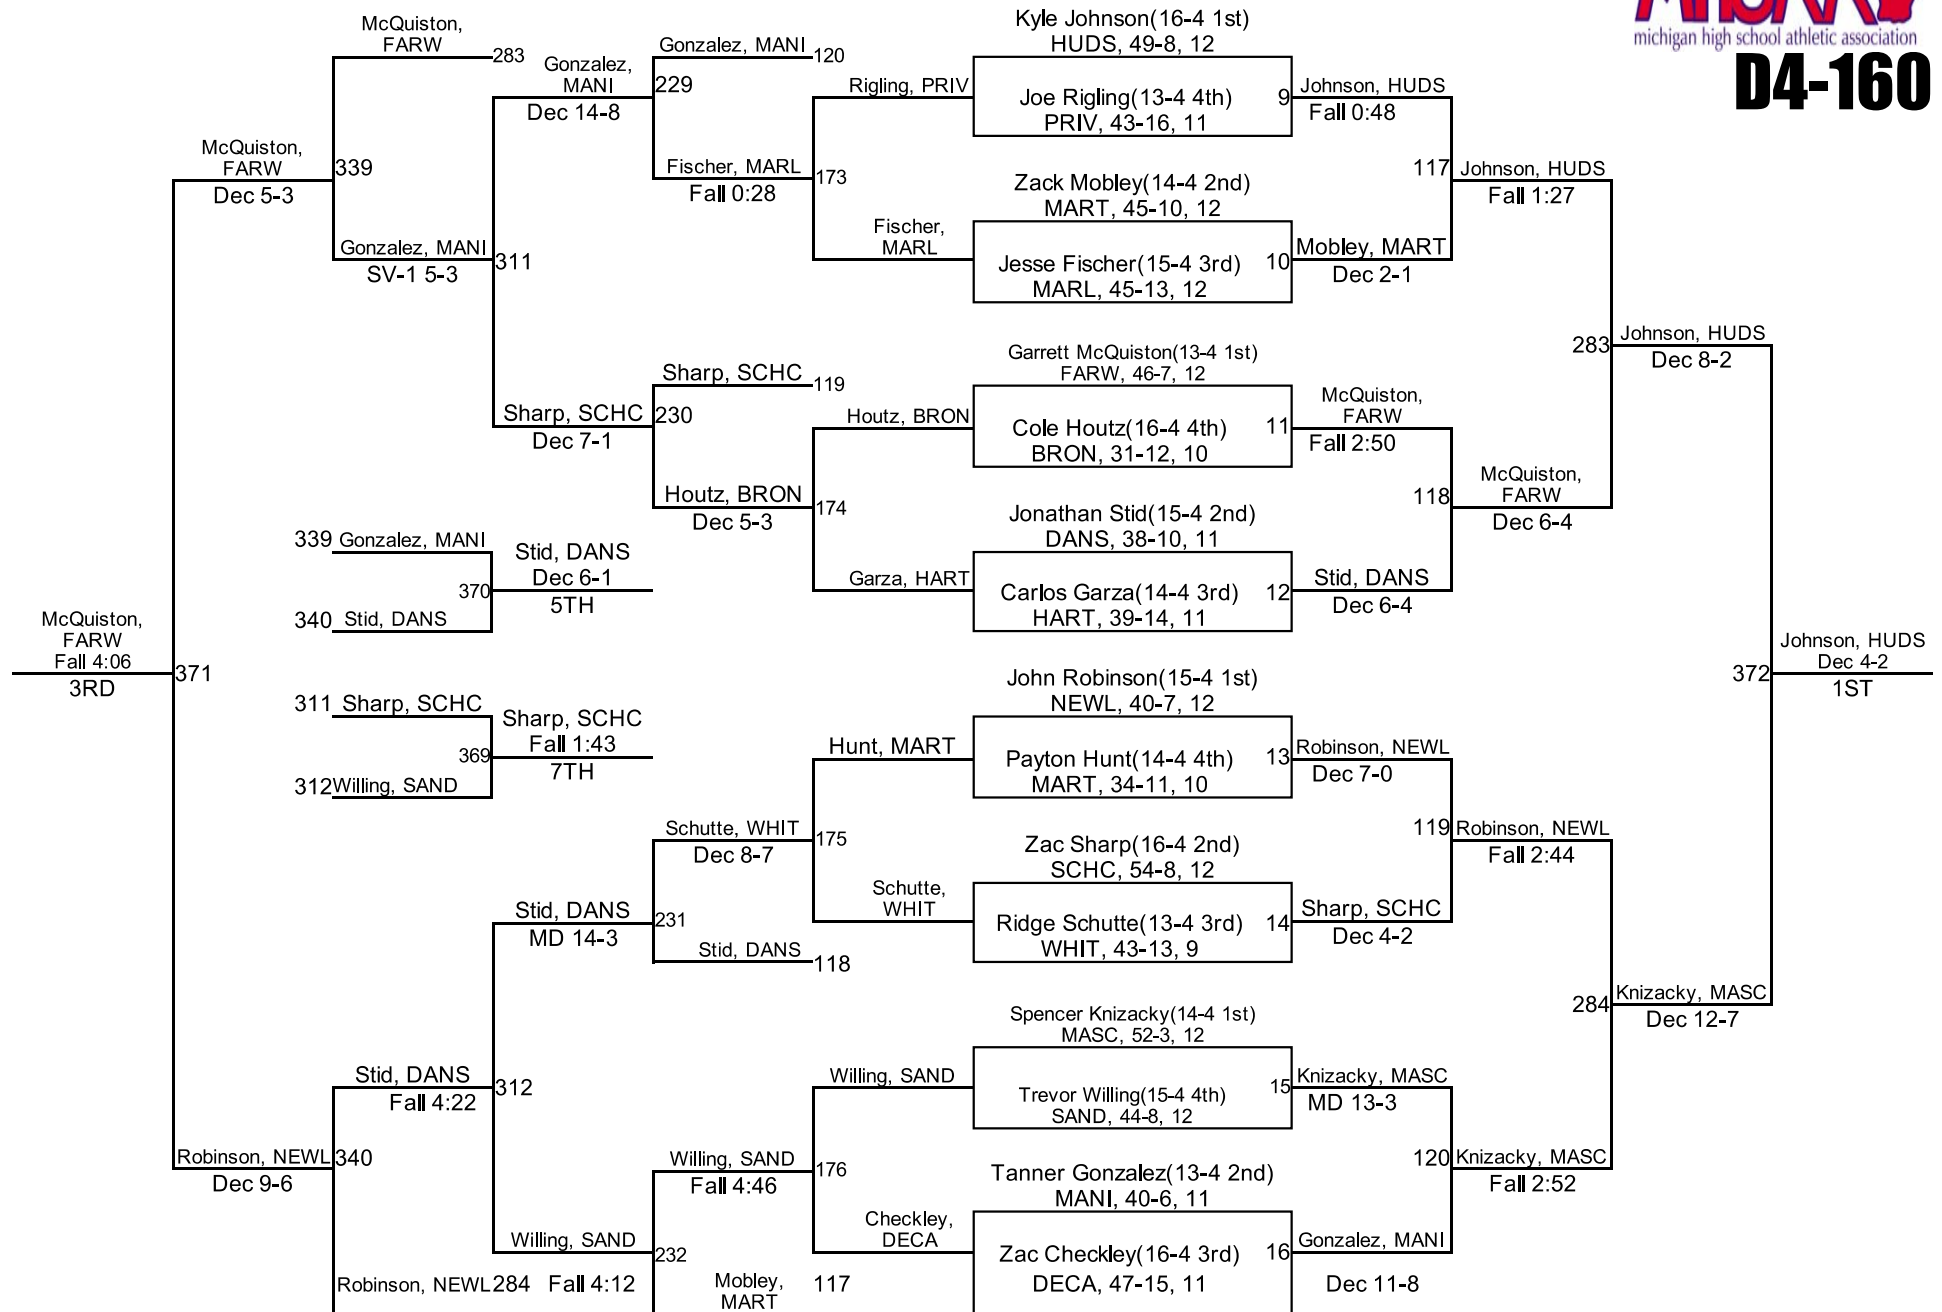 MHSAA
michigan high school athletic association
D4-160
McQuiston,
FARW
283
Gonzalez,
MANI
Dec 14-8
Gonzalez, MANI
120
229
Fischer, MARL
Fall 0:28
173
McQuiston,
FARW
Dec 5-3
339
Gonzalez, MANI
SV-1 5-3
311
Sharp, SCHC
119
Sharp, SCHC
Dec 7-1
230
Houtz, BRON
Dec 5-3
174
339 Gonzalez, MANI
340 Stid, DANS
370
Stid, DANS
Dec 6-1
5TH
McQuiston,
FARW
Fall 4:06
3RD
371
311 Sharp, SCHC
312 Willing, SAND
369
Sharp, SCHC
Fall 1:43
7TH
Schutte, WHIT
Dec 8-7
175
Stid, DANS
MD 14-3
231
Stid, DANS
118
Stid, DANS
Fall 4:22
312
Robinson, NEWL
Dec 9-6
340
Willing, SAND
Fall 4:46
176
Willing, SAND
Fall 4:12
232
Robinson, NEWL 284
Mobley,
MART
117
Rigling, PRIV
Fischer,
MARL
Houtz, BRON
Garza, HART
Hunt, MART
Schutte,
WHIT
Willing, SAND
Checkley,
DECA
Kyle Johnson(16-4 1st)
HUDS, 49-8, 12
Joe Rigling(13-4 4th)
PRIV, 43-16, 11
9
Zack Mobley(14-4 2nd)
MART, 45-10, 12
Jesse Fischer(15-4 3rd)
MARL, 45-13, 12
10
Garrett McQuiston(13-4 1st)
FARW, 46-7, 12
Cole Houtz(16-4 4th)
BRON, 31-12, 10
11
Jonathan Stid(15-4 2nd)
DANS, 38-10, 11
Carlos Garza(14-4 3rd)
HART, 39-14, 11
12
John Robinson(15-4 1st)
NEWL, 40-7, 12
Payton Hunt(14-4 4th)
MART, 34-11, 10
13
Zac Sharp(16-4 2nd)
SCHC, 54-8, 12
Ridge Schutte(13-4 3rd)
WHIT, 43-13, 9
14
Spencer Knizacky(14-4 1st)
MASC, 52-3, 12
Trevor Willing(15-4 4th)
SAND, 44-8, 12
15
Tanner Gonzalez(13-4 2nd)
MANI, 40-6, 11
Zac Checkley(16-4 3rd)
DECA, 47-15, 11
16
Johnson, HUDS
Fall 0:48
Mobley, MART
Dec 2-1
117
Johnson, HUDS
Fall 1:27
McQuiston,
FARW
Fall 2:50
Stid, DANS
Dec 6-4
118
McQuiston,
FARW
Dec 6-4
283
Johnson, HUDS
Dec 8-2
Robinson, NEWL
Dec 7-0
Sharp, SCHC
Dec 4-2
119
Robinson, NEWL
Fall 2:44
Knizacky, MASC
MD 13-3
Gonzalez, MANI
Dec 11-8
120
Knizacky, MASC
Fall 2:52
284
Knizacky, MASC
Dec 12-7
372
Johnson, HUDS
Dec 4-2
1ST